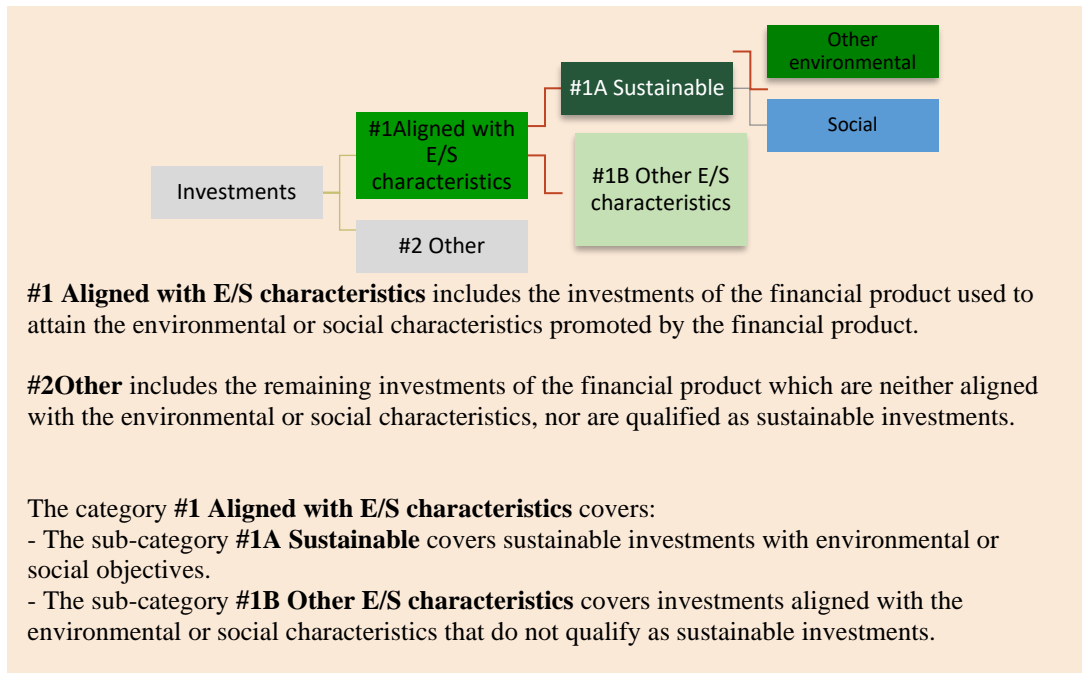 Other
environmental
#1A Sustainable
Social
#1Aligned with
E/S
characteristics
#1B Other E/S
characteristics
Investments
#2 Other
#1 Aligned with E/S characteristics includes the investments of the financial product used to
attain the environmental or social characteristics promoted by the financial product.
#2Other includes the remaining investments of the financial product which are neither aligned
with the environmental or social characteristics, nor are qualified as sustainable investments.
The category #1 Aligned with E/S characteristics covers:
- The sub-category #1A Sustainable covers sustainable investments with environmental or
social objectives.
- The sub-category #1B Other E/S characteristics covers investments aligned with the
environmental or social characteristics that do not qualify as sustainable investments.